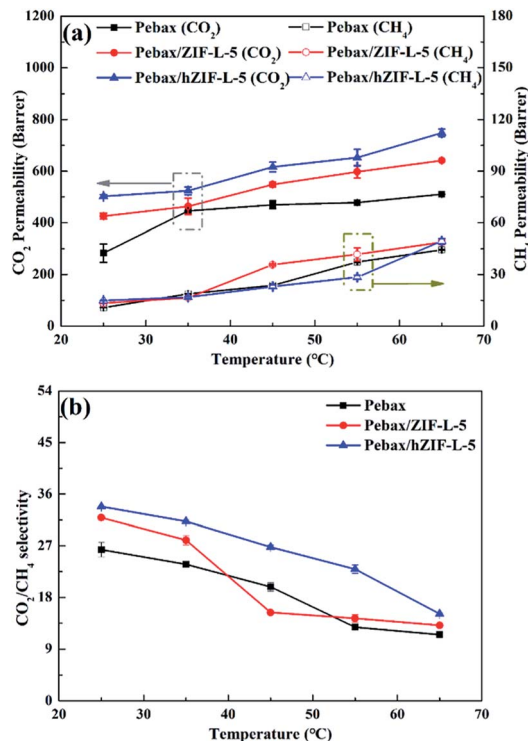 (a)
Pebax (CO2) Pebax (CH4)
Pebax/ZIF-L-5 (CO2) Pebax/ZIF-L-5 (CH4)
Pebax/hZIF-L-5 (CO2) Pebax/hZIF-L-5 (CH4)
CO2 Permeability (Barrer)
1200
1000
800
600
400
200
0
180
150
120
90
60
30
0
CH4 Permeability (Barrer)
20 30 40 50 60 70
Temperature (°C)
(b)
Pebax
Pebax/ZIF-L-5
Pebax/hZIF-L-5
CO2/CH4 selectivity
54
45
36
27
18
9
0
20 30 40 50 60 70
Temperature (°C)